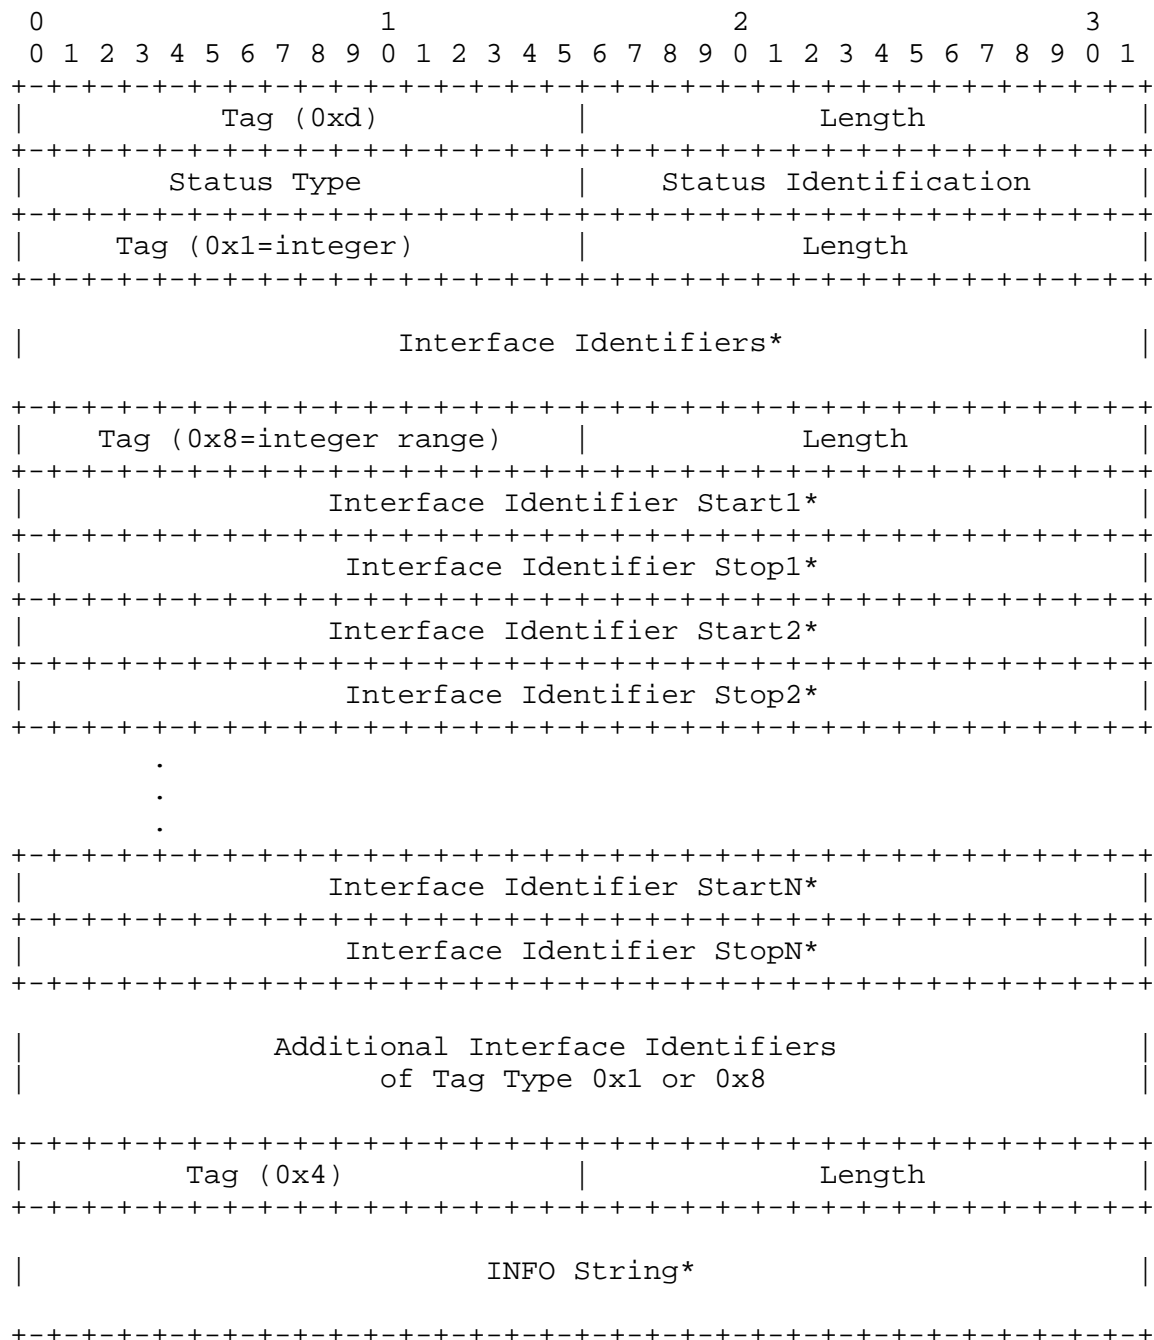 0                   1                   2                   3
0 1 2 3 4 5 6 7 8 9 0 1 2 3 4 5 6 7 8 9 0 1 2 3 4 5 6 7 8 9 0 1
+-+-+-+-+-+-+-+-+-+-+-+-+-+-+-+-+-+-+-+-+-+-+-+-+-+-+-+-+-+-+-+-+
|           Tag (0xd)           |             Length            |
+-+-+-+-+-+-+-+-+-+-+-+-+-+-+-+-+-+-+-+-+-+-+-+-+-+-+-+-+-+-+-+-+
|        Status Type            |    Status Identification      |
+-+-+-+-+-+-+-+-+-+-+-+-+-+-+-+-+-+-+-+-+-+-+-+-+-+-+-+-+-+-+-+-+
|     Tag (0x1=integer)         |            Length             |
+-+-+-+-+-+-+-+-+-+-+-+-+-+-+-+-+-+-+-+-+-+-+-+-+-+-+-+-+-+-+-+-+
|                     Interface Identifiers*                    |
+-+-+-+-+-+-+-+-+-+-+-+-+-+-+-+-+-+-+-+-+-+-+-+-+-+-+-+-+-+-+-+-+
|    Tag (0x8=integer range)    |            Length             |
+-+-+-+-+-+-+-+-+-+-+-+-+-+-+-+-+-+-+-+-+-+-+-+-+-+-+-+-+-+-+-+-+
|                 Interface Identifier Start1*                  |
+-+-+-+-+-+-+-+-+-+-+-+-+-+-+-+-+-+-+-+-+-+-+-+-+-+-+-+-+-+-+-+-+
|                  Interface Identifier Stop1*                  |
+-+-+-+-+-+-+-+-+-+-+-+-+-+-+-+-+-+-+-+-+-+-+-+-+-+-+-+-+-+-+-+-+
|                 Interface Identifier Start2*                  |
+-+-+-+-+-+-+-+-+-+-+-+-+-+-+-+-+-+-+-+-+-+-+-+-+-+-+-+-+-+-+-+-+
|                  Interface Identifier Stop2*                  |
+-+-+-+-+-+-+-+-+-+-+-+-+-+-+-+-+-+-+-+-+-+-+-+-+-+-+-+-+-+-+-+-+
.
.
.
+-+-+-+-+-+-+-+-+-+-+-+-+-+-+-+-+-+-+-+-+-+-+-+-+-+-+-+-+-+-+-+-+
|                 Interface Identifier StartN*                  |
+-+-+-+-+-+-+-+-+-+-+-+-+-+-+-+-+-+-+-+-+-+-+-+-+-+-+-+-+-+-+-+-+
|                  Interface Identifier StopN*                  |
+-+-+-+-+-+-+-+-+-+-+-+-+-+-+-+-+-+-+-+-+-+-+-+-+-+-+-+-+-+-+-+-+
|              Additional Interface Identifiers                 |
|                    of Tag Type 0x1 or 0x8                     |
+-+-+-+-+-+-+-+-+-+-+-+-+-+-+-+-+-+-+-+-+-+-+-+-+-+-+-+-+-+-+-+-+
|         Tag (0x4)             |             Length            |
+-+-+-+-+-+-+-+-+-+-+-+-+-+-+-+-+-+-+-+-+-+-+-+-+-+-+-+-+-+-+-+-+
|                          INFO String*                         |
+-+-+-+-+-+-+-+-+-+-+-+-+-+-+-+-+-+-+-+-+-+-+-+-+-+-+-+-+-+-+-+-+